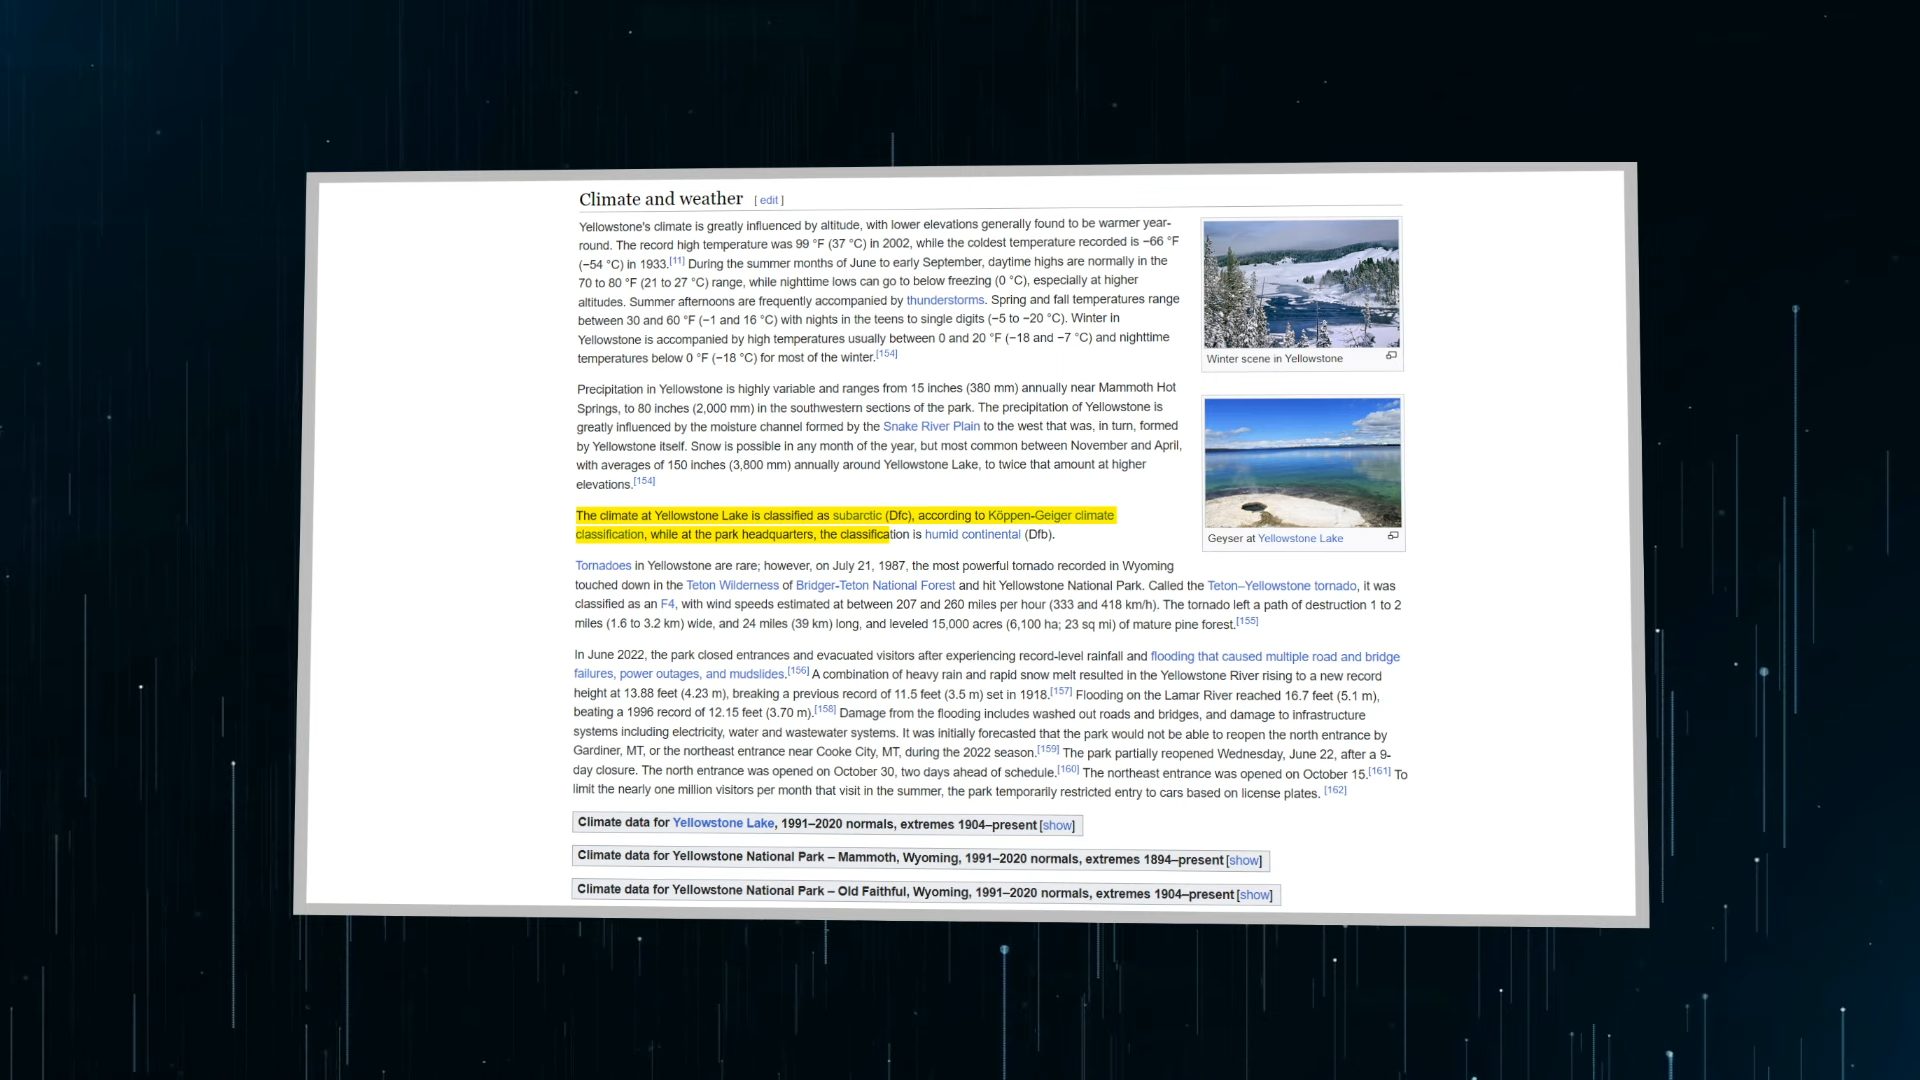 Climate and weather [ edit ]
Yellowstone's climate is greatly influenced by altitude, with lower elevations generally found to be warmer year-
round. The record high temperature was 99 °F (37 °C) in 2002, while the coldest temperature recorded is −66 °F
(−54 °C) in 1933.[11] During the summer months of June to early September, daytime highs are normally in the
70 to 80 °F (21 to 27 °C) range, while nighttime lows can go to below freezing (0 °C), especially at higher
altitudes. Summer afternoons are frequently accompanied by thunderstorms. Spring and fall temperatures range
between 30 and 60 °F (−1 and 16 °C) with nights in the teens to single digits (−5 to −20 °C). Winter in
Yellowstone is accompanied by high temperatures usually between 0 and 20 °F (−18 and −7 °C) and nighttime
temperatures below 0 °F (−18 °C) for most of the winter.[154]
Winter scene in Yellowstone
Precipitation in Yellowstone is highly variable and ranges from 15 inches (380 mm) annually near Mammoth Hot
Springs, to 80 inches (2,000 mm) in the southwestern sections of the park. The precipitation of Yellowstone is
greatly influenced by the moisture channel formed by the Snake River Plain to the west that was, in turn, formed
by Yellowstone itself. Snow is possible in any month of the year, but most common between November and April,
with averages of 150 inches (3,800 mm) annually around Yellowstone Lake, to twice that amount at higher
elevations.[154]
The climate at Yellowstone Lake is classified as subarctic (Dfc), according to Köppen-Geiger climate
classification, while at the park headquarters, the classification is humid continental (Dfb).
Geyser at Yellowstone Lake
Tornadoes in Yellowstone are rare; however, on July 21, 1987, the most powerful tornado recorded in Wyoming
touched down in the Teton Wilderness of Bridger-Teton National Forest and hit Yellowstone National Park. Called the Teton–Yellowstone tornado, it was
classified as an F4, with wind speeds estimated at between 207 and 260 miles per hour (333 and 418 km/h). The tornado left a path of destruction 1 to 2
miles (1.6 to 3.2 km) wide, and 24 miles (39 km) long, and leveled 15,000 acres (6,100 ha; 23 sq mi) of mature pine forest.[155]
In June 2022, the park closed entrances and evacuated visitors after experiencing record-level rainfall and flooding that caused multiple road and bridge
failures, power outages, and mudslides.[156] A combination of heavy rain and rapid snow melt resulted in the Yellowstone River rising to a new record
height at 13.88 feet (4.23 m), breaking a previous record of 11.5 feet (3.5 m) set in 1918.[157] Flooding on the Lamar River reached 16.7 feet (5.1 m),
beating a 1996 record of 12.15 feet (3.70 m).[158] Damage from the flooding includes washed out roads and bridges, and damage to infrastructure
systems including electricity, water and wastewater systems. It was initially forecasted that the park would not be able to reopen the north entrance by
Gardiner, MT, or the northeast entrance near Cooke City, MT, during the 2022 season.[159] The park partially reopened Wednesday, June 22, after a 9-
day closure. The north entrance was opened on October 30, two days ahead of schedule.[160] The northeast entrance was opened on October 15.[161] To
limit the nearly one million visitors per month that visit in the summer, the park temporarily restricted entry to cars based on license plates. [162]
Climate data for Yellowstone Lake, 1991–2020 normals, extremes 1904–present [show]
Climate data for Yellowstone National Park – Mammoth, Wyoming, 1991–2020 normals, extremes 1894–present [show]
Climate data for Yellowstone National Park – Old Faithful, Wyoming, 1991–2020 normals, extremes 1904–present [show]